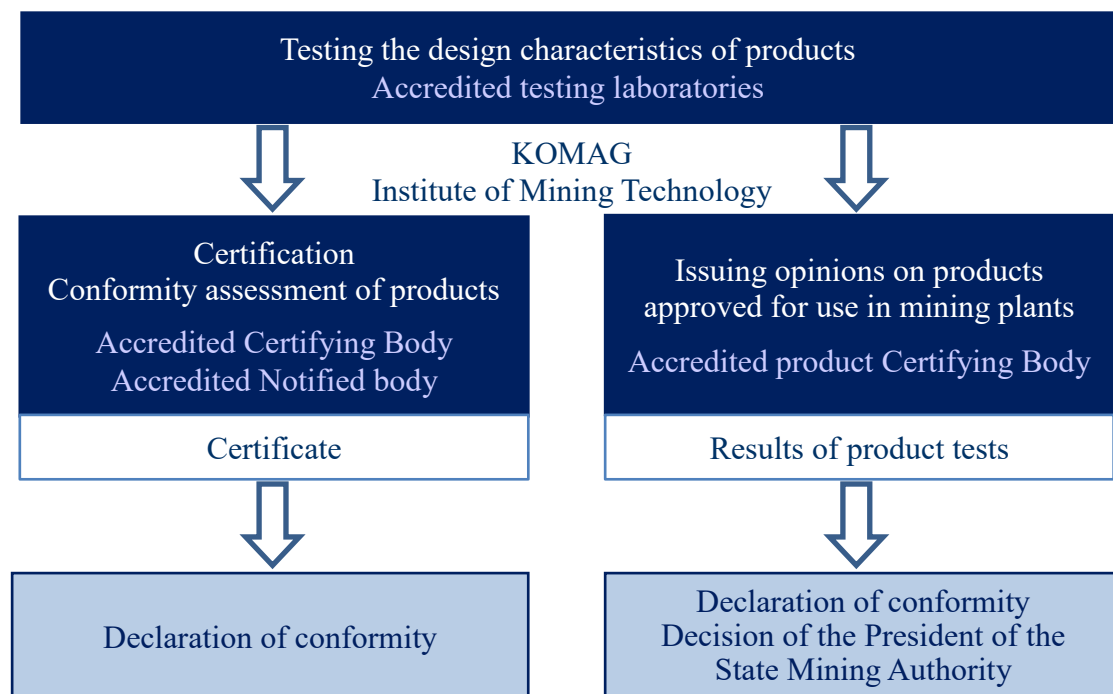 Testing the design characteristics of products
Accredited testing laboratories
KOMAG
Institute of Mining Technology
Certification
Conformity assessment of products
Accredited Certifying Body
Accredited Notified body
Certificate
Issuing opinions on products
approved for use in mining plants
Accredited product Certifying Body
Results of product tests
Declaration of conformity
Declaration of conformity
Decision of the President of the
State Mining Authority